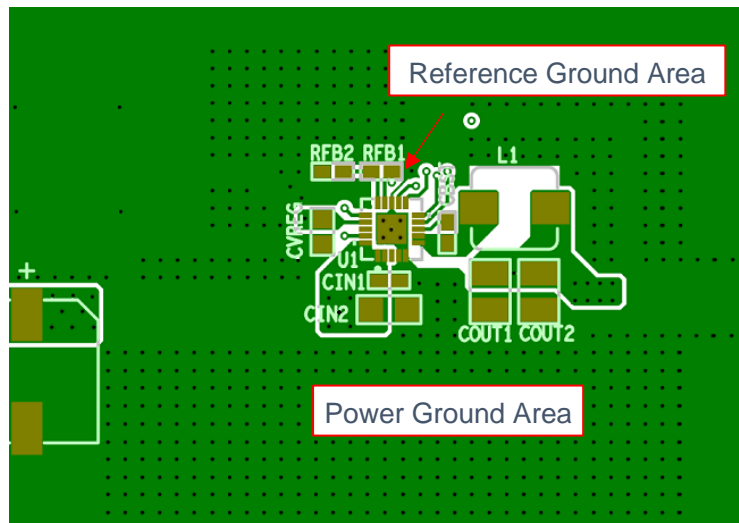 Reference Ground Area
RFB2 RFB1
L1
CVREG
U1
CIN1
+
CIN2
COUT1 COUT2
Power Ground Area